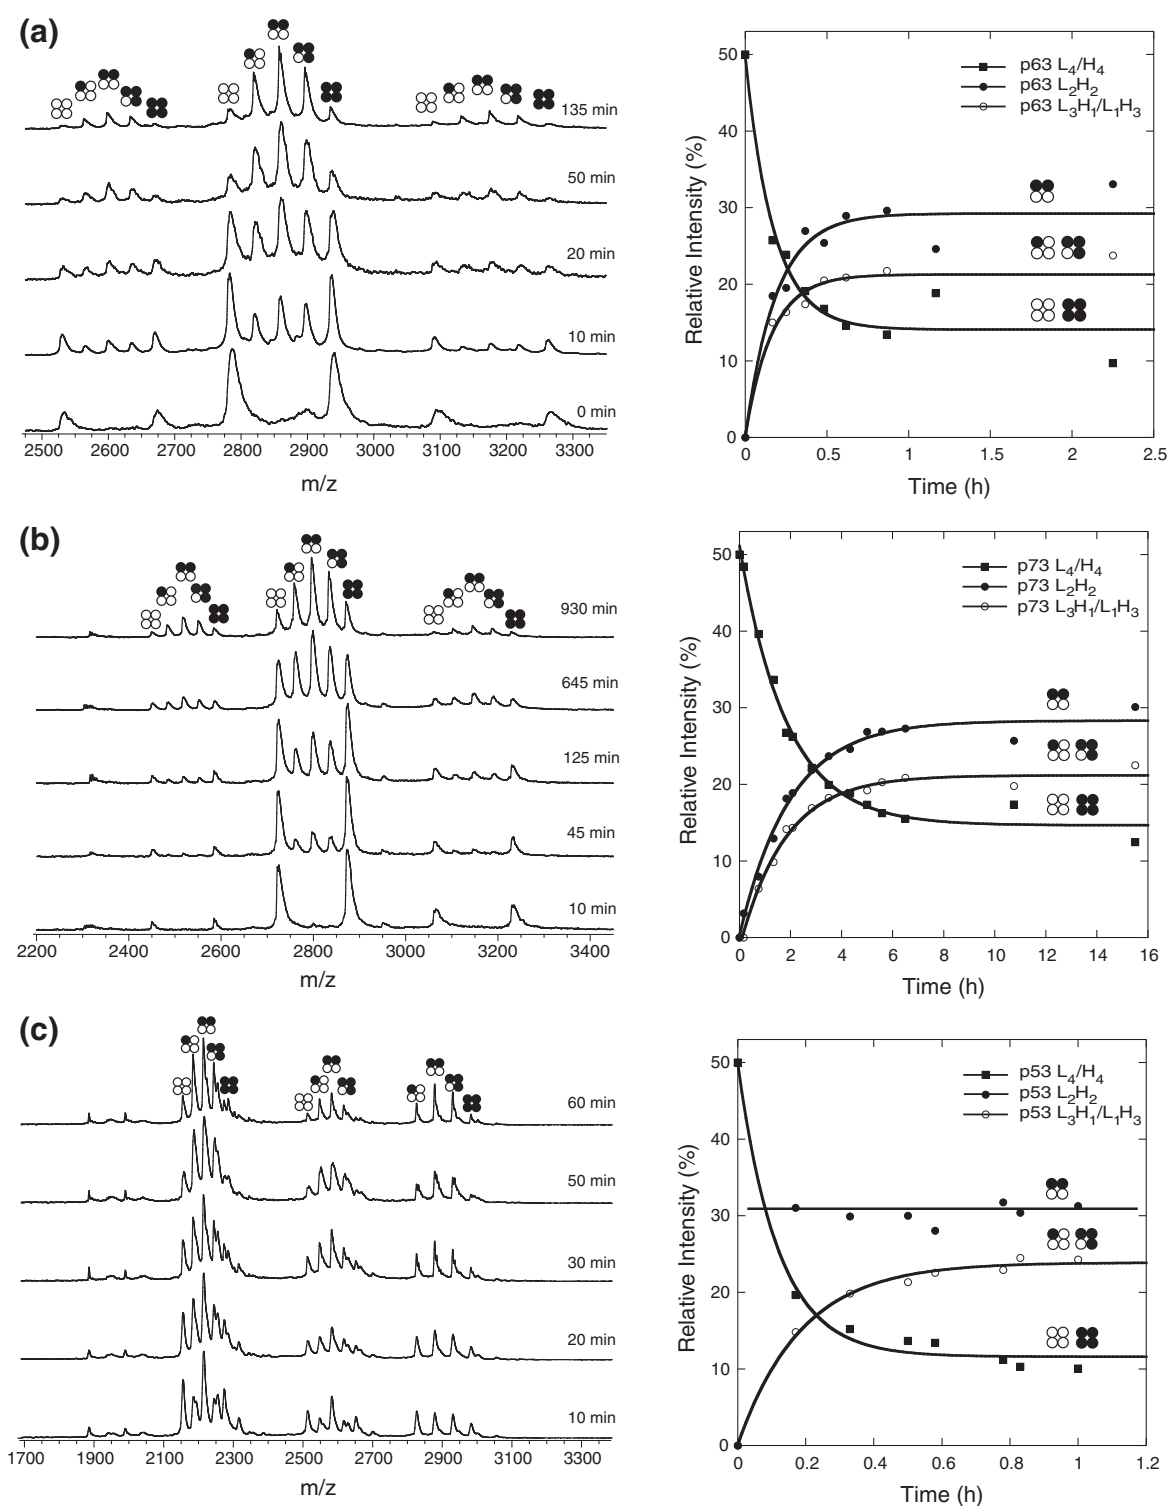 (a)
135 min
50 min
20 min
10 min
0 min
2500 2600 2700 2800 2900 3000 3100 3200 3300
m/z
p63 L4/H4
p63 L2H2
p63 L3H1/L1H3
50
40
30
20
10
0
Relative Intensity (%)
0 0.5 1 1.5 2 2.5
Time (h)
(b)
930 min
645 min
125 min
45 min
10 min
2200 2400 2600 2800 3000 3200 3400
m/z
p73 L4/H4
p73 L2H2
p73 L3H1/L1H3
50
40
30
20
10
0
Relative Intensity (%)
0 2 4 6 8 10 12 14 16
Time (h)
(c)
60 min
50 min
30 min
20 min
10 min
1700 1900 2100 2300 2500 2700 2900 3100 3300
m/z
p53 L4/H4
p53 L2H2
p53 L3H1/L1H3
50
40
30
20
10
0
Relative Intensity (%)
0 0.2 0.4 0.6 0.8 1 1.2
Time (h)